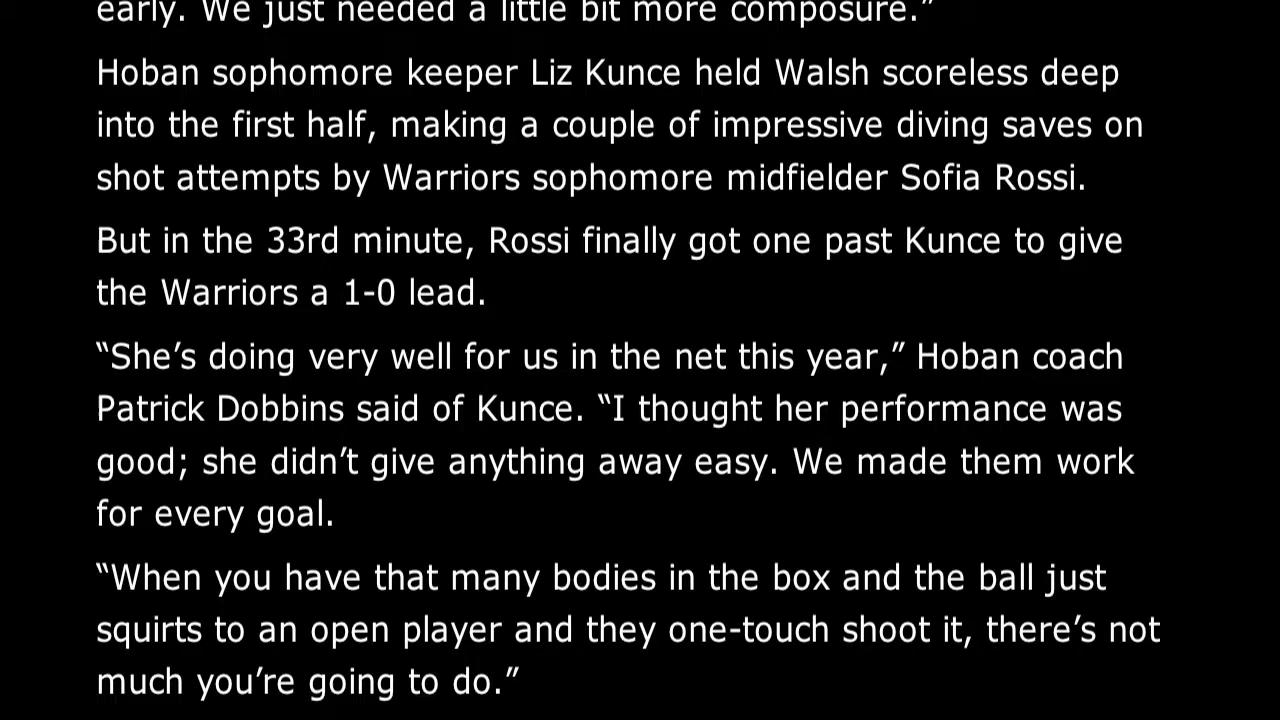 early. We just needed a little bit more composure.”
Hoban sophomore keeper Liz Kunce held Walsh scoreless deep
into the first half, making a couple of impressive diving saves on
shot attempts by Warriors sophomore midfielder Sofia Rossi.
But in the 33rd minute, Rossi finally got one past Kunce to give
the Warriors a 1-0 lead.
“She’s doing very well for us in the net this year,” Hoban coach
Patrick Dobbins said of Kunce. “I thought her performance was
good; she didn’t give anything away easy. We made them work
for every goal.
“When you have that many bodies in the box and the ball just
squirts to an open player and they one-touch shoot it, there’s not
much you’re going to do.”